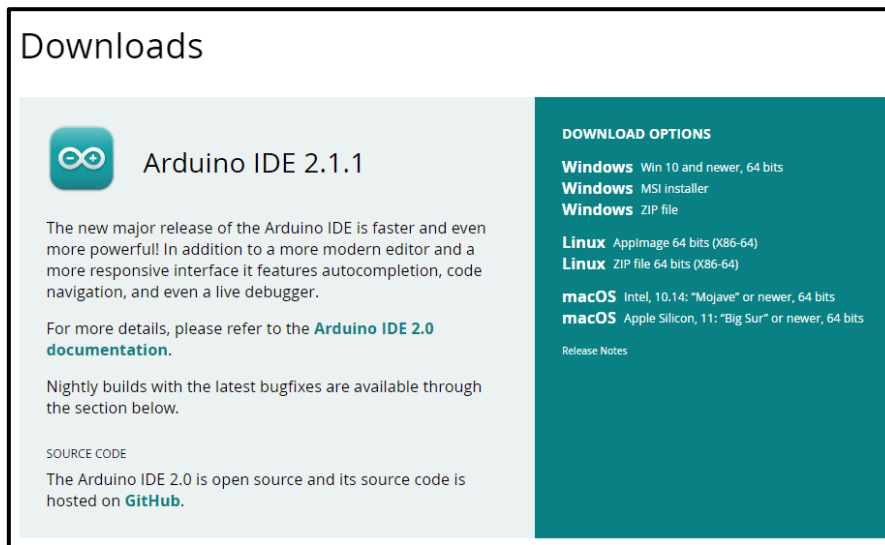 Downloads
Arduino IDE 2.1.1
The new major release of the Arduino IDE is faster and even
more powerful! In addition to a more modern editor and a
more responsive interface it features autocompletion, code
navigation, and even a live debugger.
For more details, please refer to the Arduino IDE 2.0
documentation.
Nightly builds with the latest bugfixes are available through
the section below.
SOURCE CODE
The Arduino IDE 2.0 is open source and its source code is
hosted on GitHub.
DOWNLOAD OPTIONS
Windows Win 10 and newer, 64 bits
Windows MSI installer
Windows ZIP file
Linux AppImage 64 bits (X86-64)
Linux ZIP file 64 bits (X86-64)
macOS Intel, 10.14: “Mojave” or newer, 64 bits
macOS Apple Silicon, 11: “Big Sur” or newer, 64 bits
Release Notes